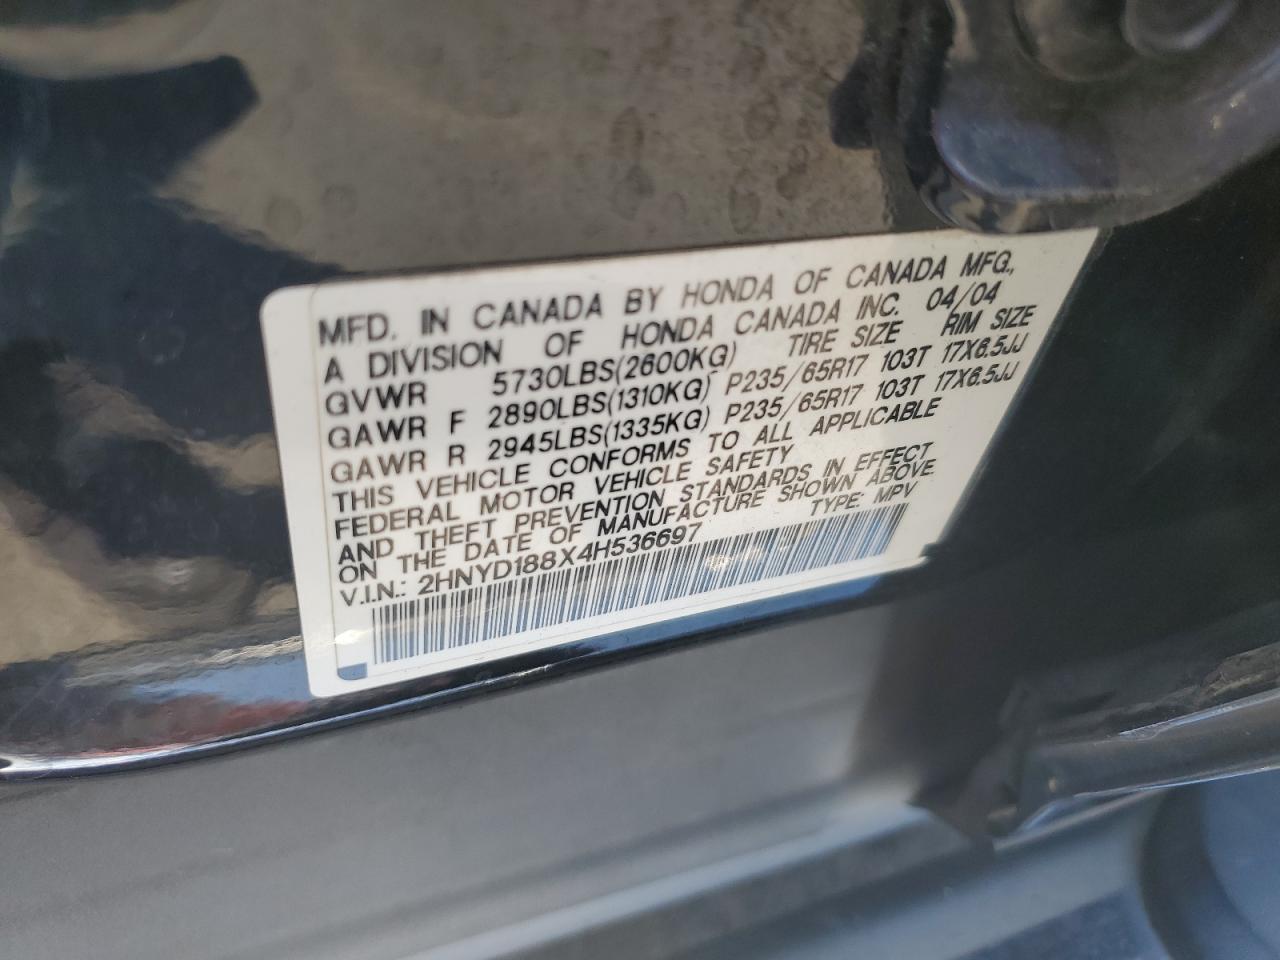 MFD. IN CANADA BY HONDA OF CANADA MFG.,
A DIVISION OF HONDA CANADA INC. 04/04
GVWR 5730LBS(2600KG) TIRE SIZE RIM SIZE
GAWR F 2890LBS(1310KG) P235/65R17 103T 17X6.5JJ
GAWR R 2945LBS(1335KG) P235/65R17 103T 17X6.5JJ
THIS VEHICLE CONFORMS TO ALL APPLICABLE
FEDERAL MOTOR VEHICLE SAFETY
AND THEFT PREVENTION STANDARDS IN EFFECT
ON THE DATE OF MANUFACTURE SHOWN ABOVE.
V.I.N.: 2HNYD188X4H536697 TYPE: MPV